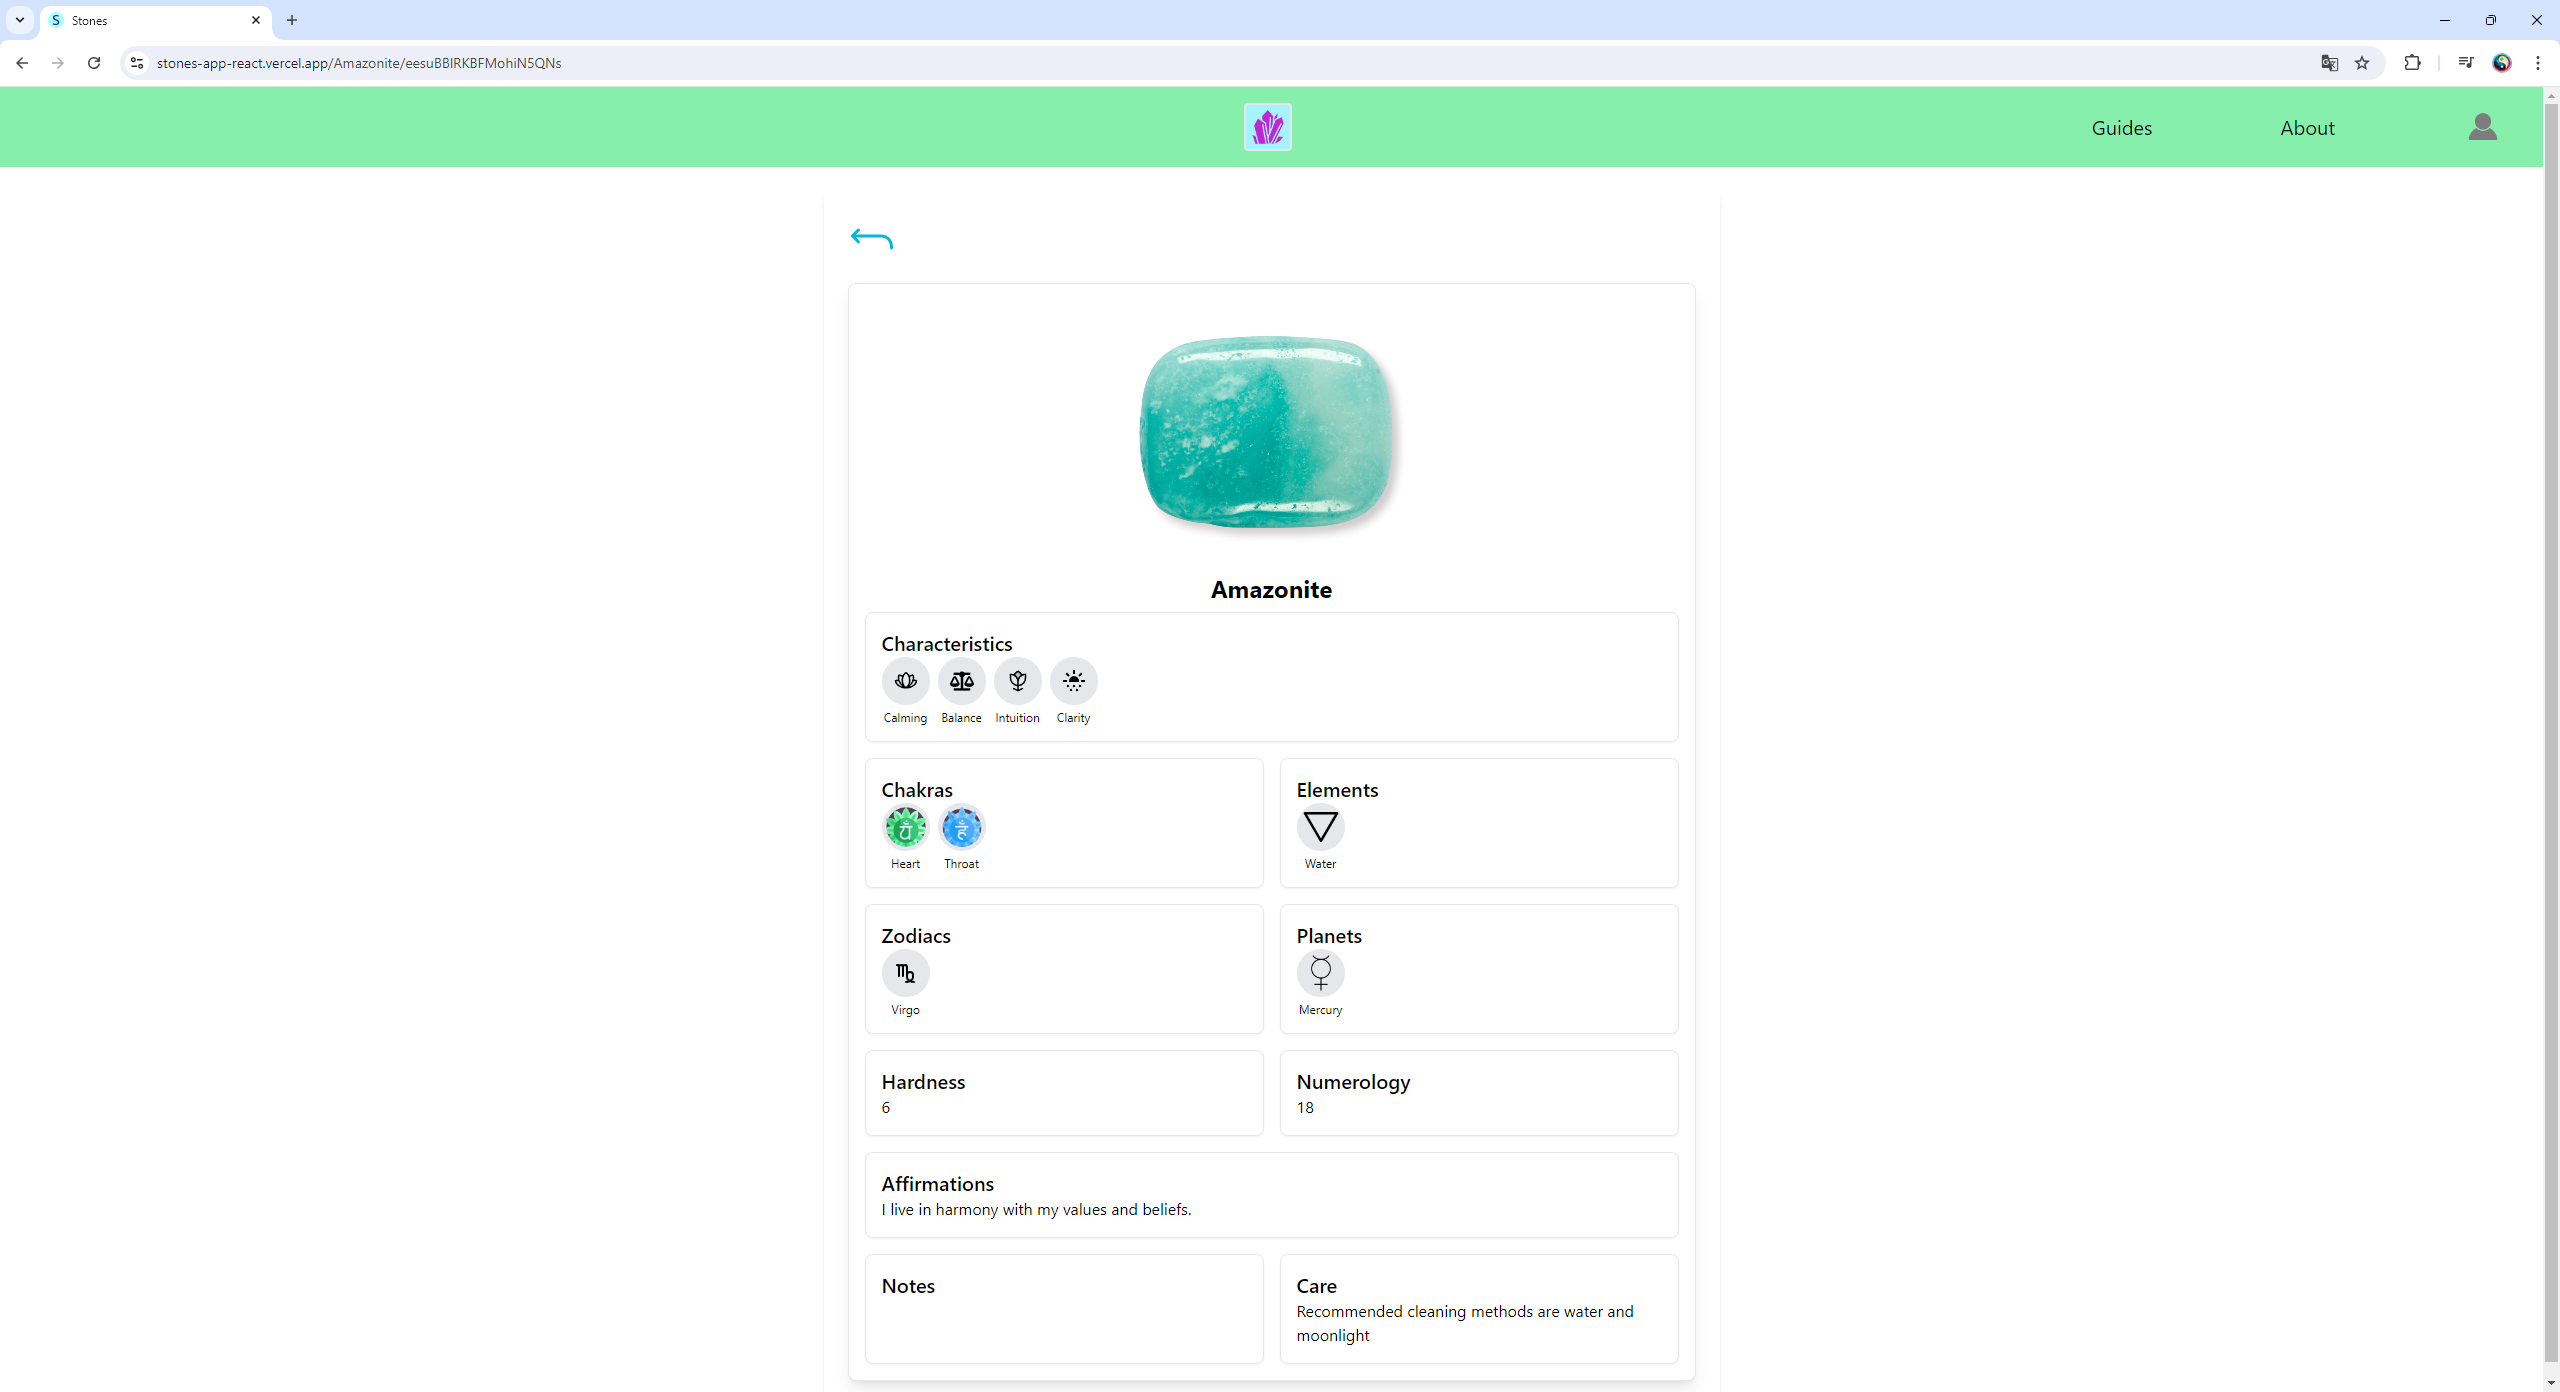 Stones
stones-app-react.vercel.app/Amazonite/eesuBBIRKBFMohiN5QNs
Guides
About
Amazonite
Characteristics
Calming
Balance
Intuition
Clarity
Chakras
Heart
Throat
Elements
Water
Zodiacs
Virgo
Planets
Mercury
Hardness
6
Numerology
18
Affirmations
I live in harmony with my values and beliefs.
Notes
Care
Recommended cleaning methods are water and
moonlight